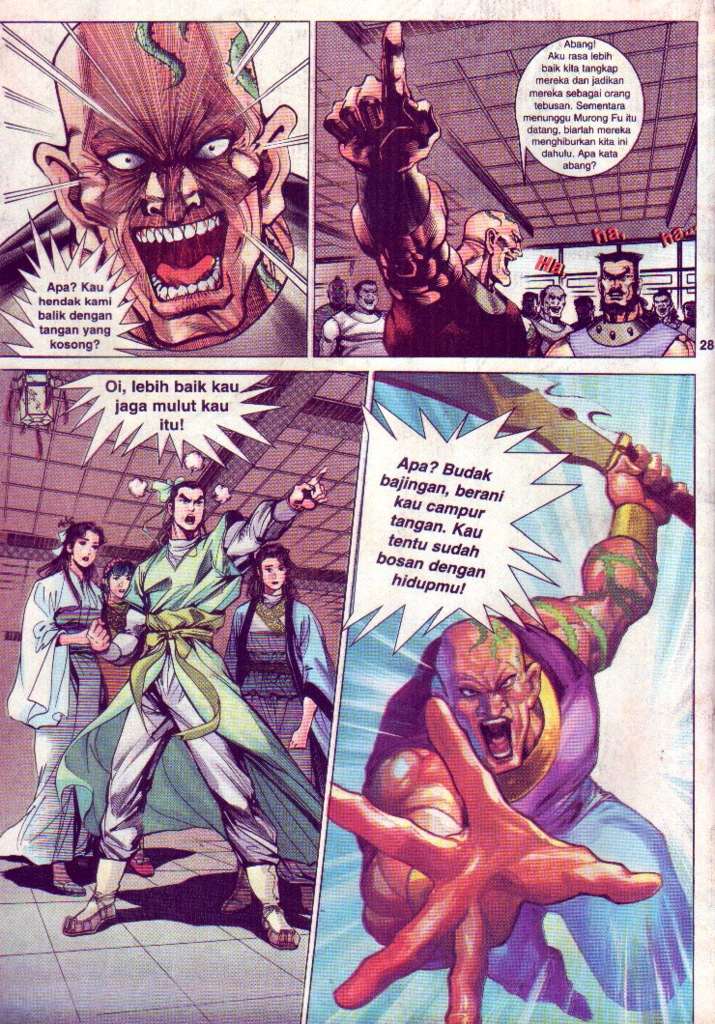 Apa? Kau
hendak kami
balik dengan
tangan yang
kosong?
Abang!
Aku rasa lebih
baik kita tangkap
mereka dan jadikan
mereka sebagai orang
tebusan. Sementara
menunggu Murong Fu itu
datang, biarlah mereka
menghiburkan kita ini
dahulu. Apa kata
abang?
Ha.
ha.
ha.
28
Oi, lebih baik kau
jaga mulut kau
itu!
Apa? Budak
bajingan, berani
kau campur
tangan. Kau
tentu sudah
bosan dengan
hidupmu!